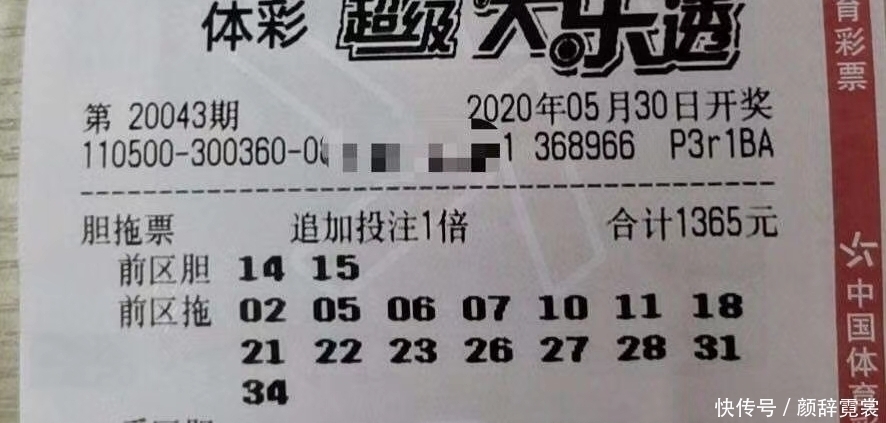 体彩 超级大乐透
第 20043期 2020年05月30日开奖
110500-300360-0 1 368966 P3r1BA
胆拖票 追加投注1倍 合计1365元
前区胆 14 15
前区拖 02 05 06 07 10 11 18
21 22 23 26 27 28 31
34
育彩票
中国体育彩
快传号／颜辞霓裳